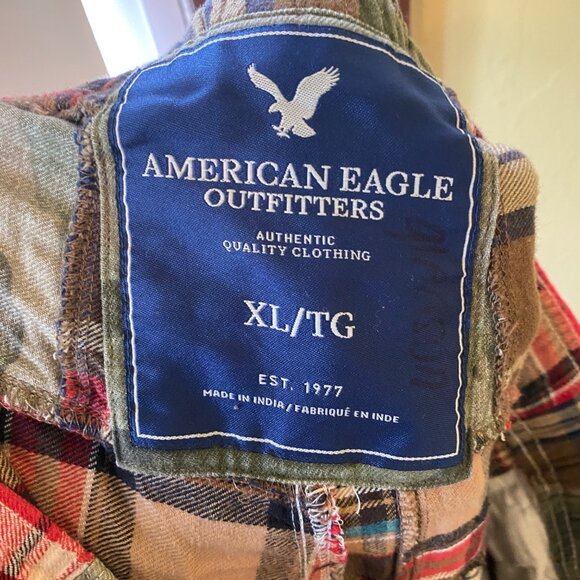 AMERICAN EAGLE
OUTFITTERS
AUTHENTIC
QUALITY CLOTHING
XL/TG
EST. 1977
MADE IN INDIA / FABRIQUÉ EN INDE